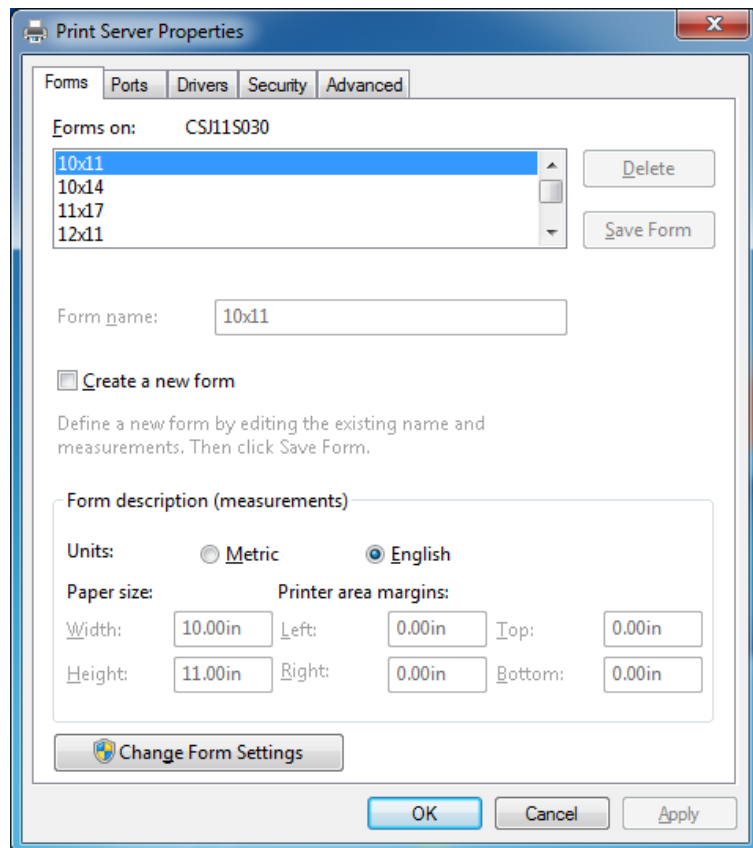 Print Server Properties
Forms Ports Drivers Security Advanced
Forms on: CSJ11S030
10x11
10x14
11x17
12x11
Delete
Save Form
Form name: 10x11
Create a new form
Define a new form by editing the existing name and
measurements. Then click Save Form.
Form description (measurements)
Units: Metric English
Paper size: Printer area margins:
Width: 10.00in Left: 0.00in Top: 0.00in
Height: 11.00in Right: 0.00in Bottom: 0.00in
Change Form Settings
OK Cancel Apply